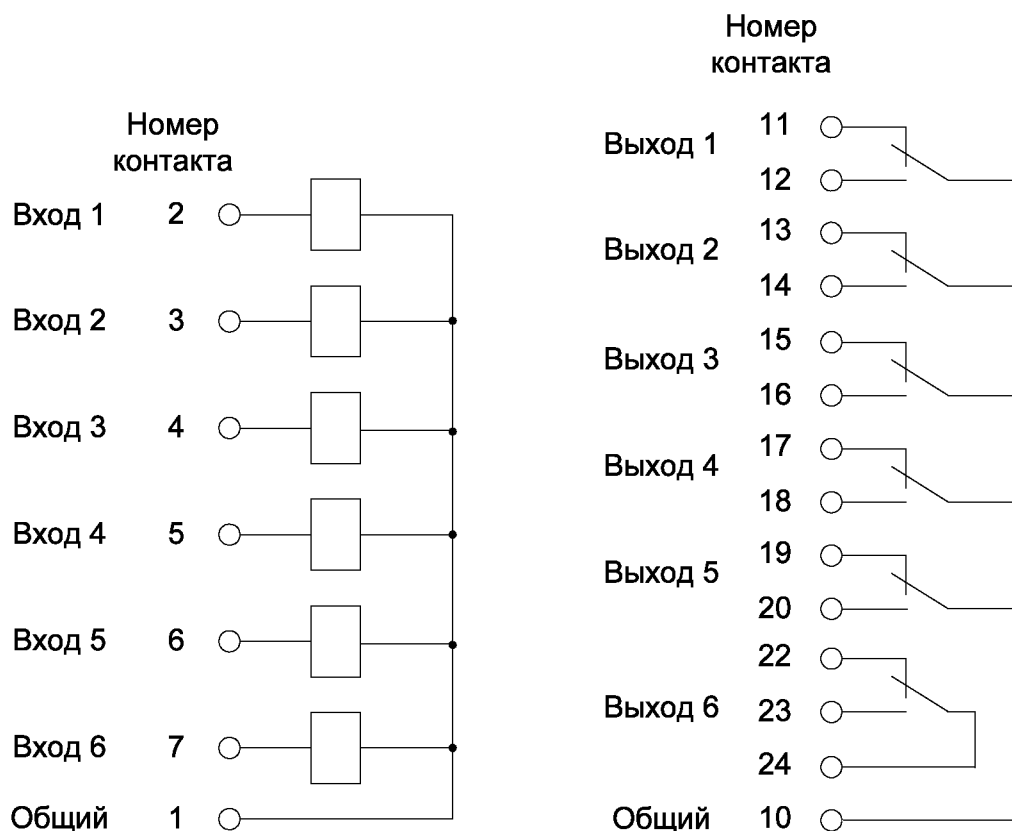 Номер
контакта
Вход 1 2
Вход 2 3
Вход 3 4
Вход 4 5
Вход 5 6
Вход 6 7
Общий 1
Номер
контакта
11
Выход 1
12
13
Выход 2
14
15
Выход 3
16
17
Выход 4
18
19
Выход 5
20
22
Выход 6 23
24
Общий 10